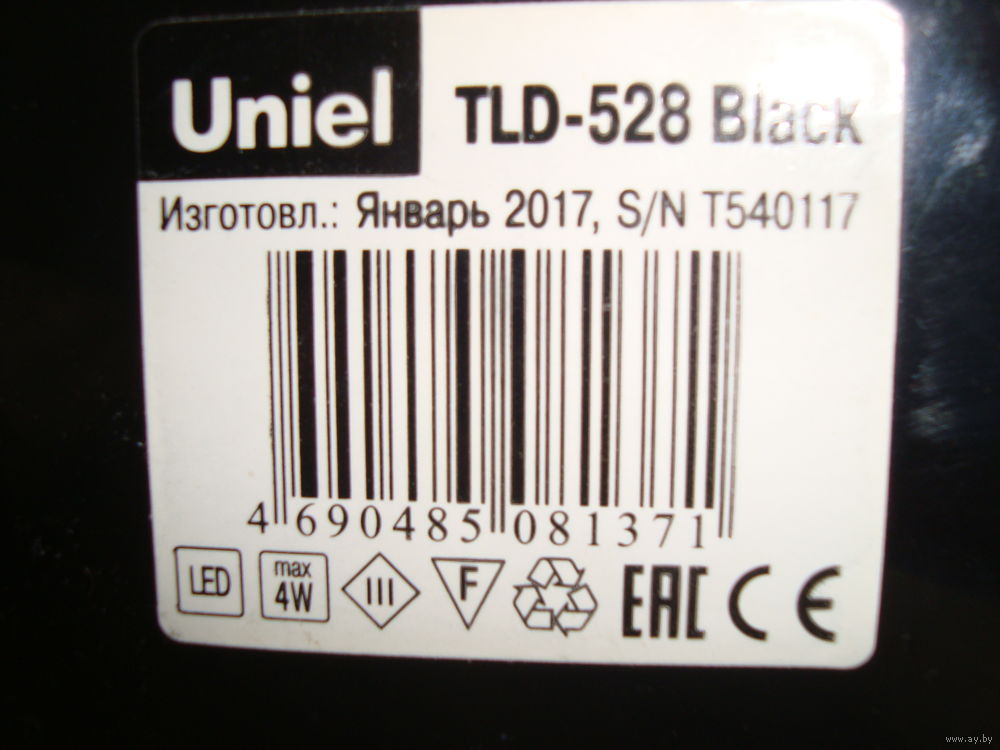 Uniel TLD-528 Black
Изготовл.: Январь 2017, S/N T540117
4 690485 081371
LED max 4W III F EAC CE
www.ay.by